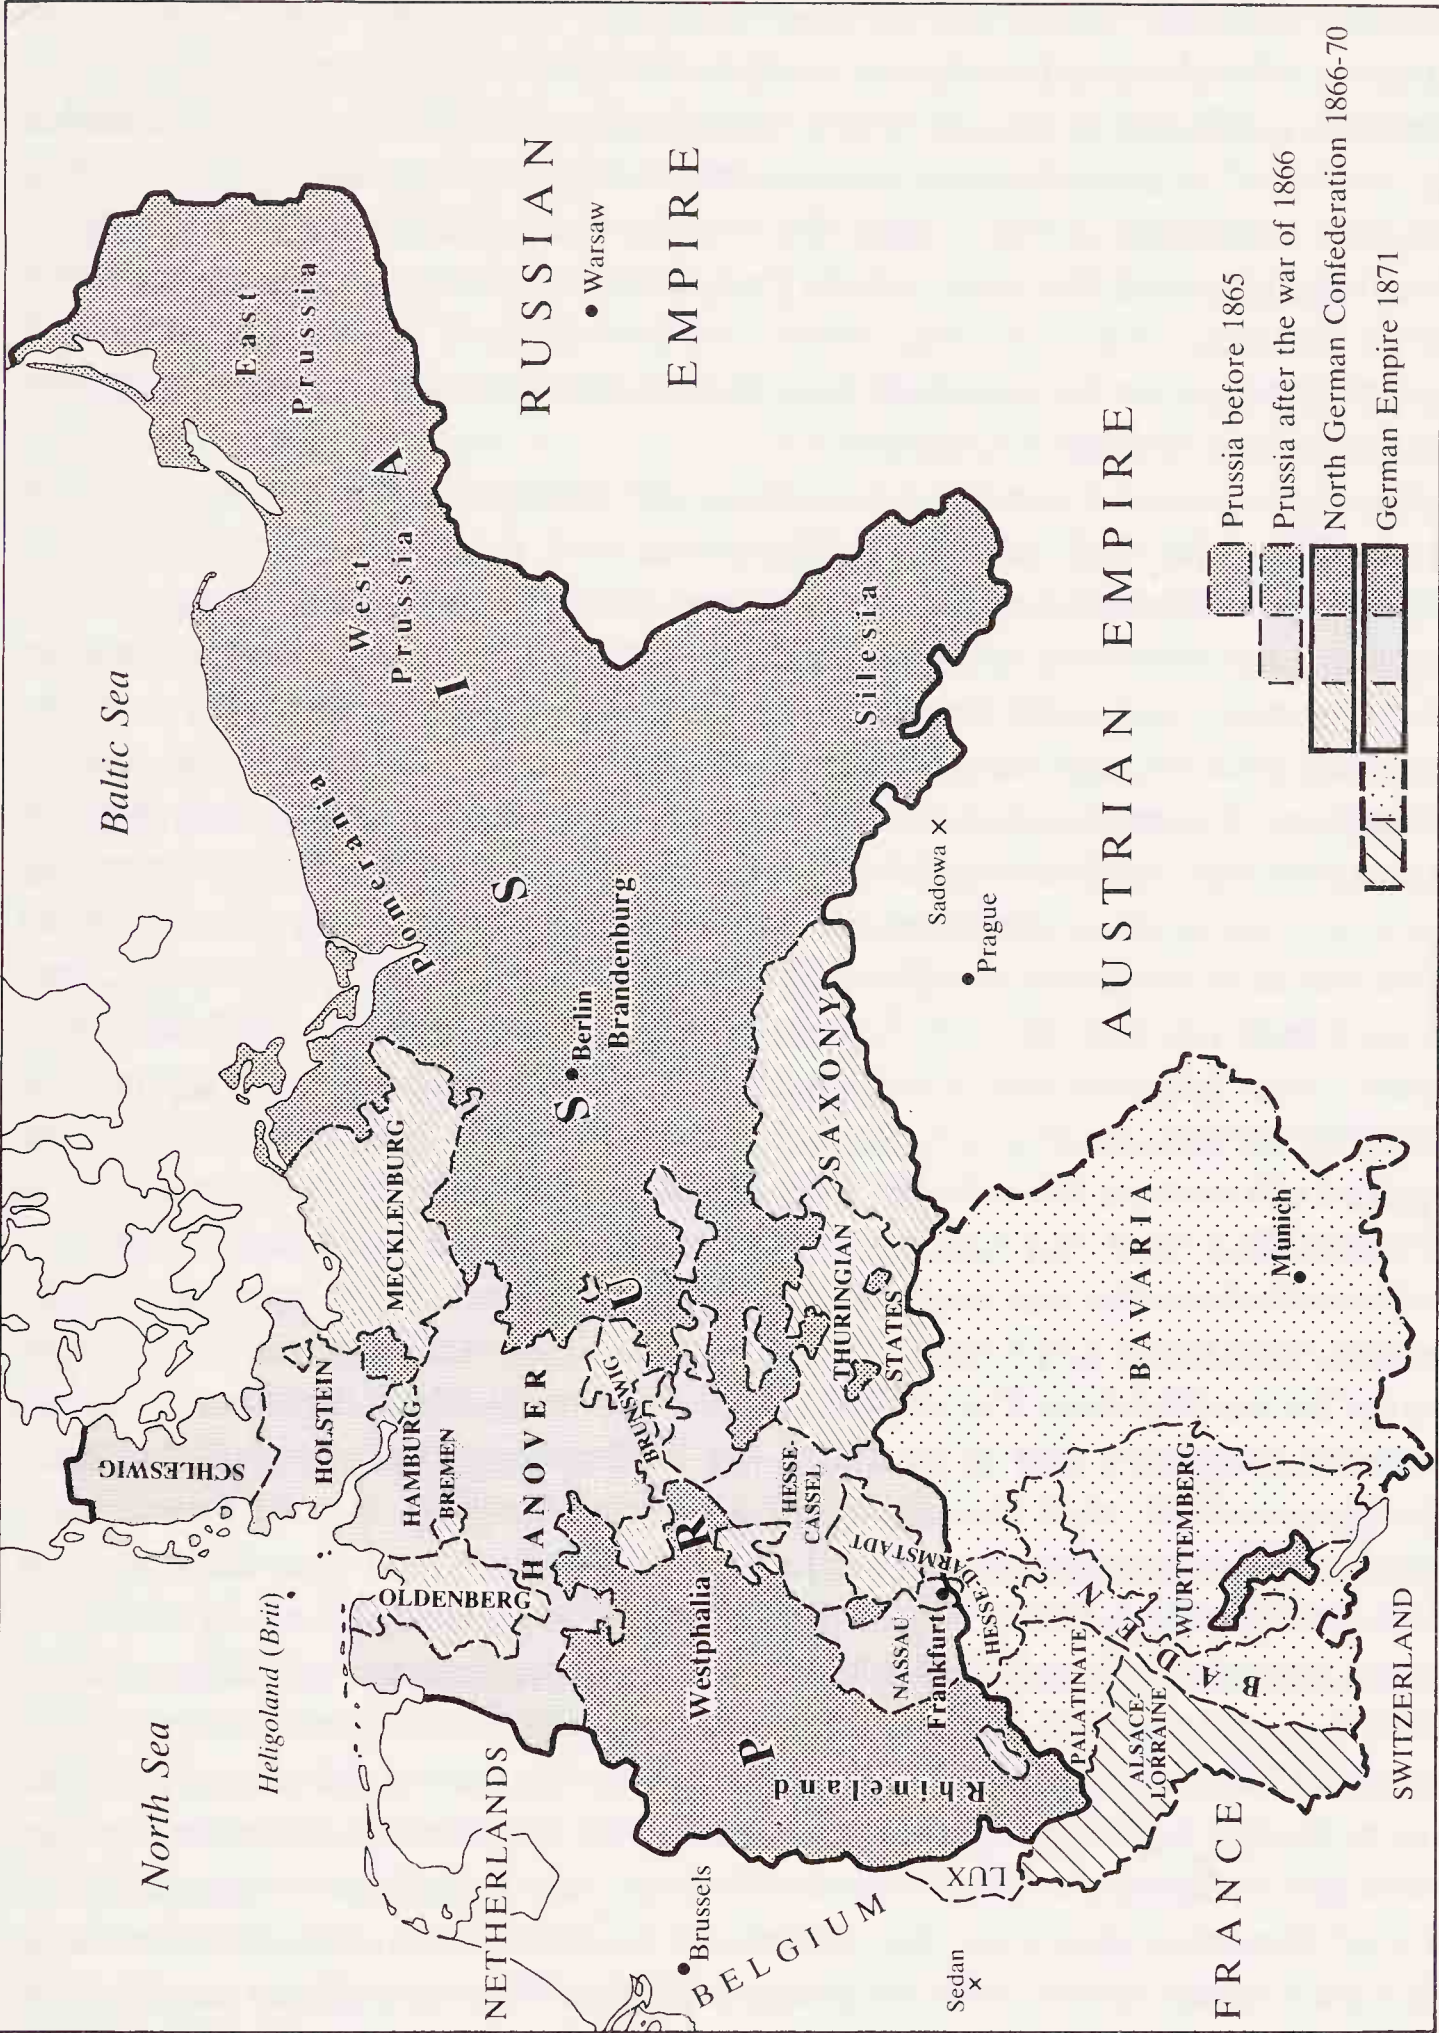 North Sea
Baltic Sea
Heligoland (Brit)
SCHLESWIG
HOLSTEIN
MECKLENBURG
HAMBURG
BREMEN
OLDENBERG
HANOVER
BRUNSWIG
Pomerania
East
Prussia
West
Prussia
PRUSSIA
Berlin
Brandenburg
Silesia
RUSSIAN
EMPIRE
Warsaw
NETHERLANDS
Westphalia
Rhineland
HESSE-
CASSEL
NASSAU
Frankfurt
HESSE-DARMSTADT
THURINGIAN
STATES
SAXONY
Sadowa ×
Prague
AUSTRIAN EMPIRE
Brussels
BELGIUM
LUX
Sedan
×
FRANCE
PALATINATE
ALSACE-
LORRAINE
BADEN
WURTTEMBERG
BAVARIA
Munich
SWITZERLAND
Prussia before 1865
Prussia after the war of 1866
North German Confederation 1866-70
German Empire 1871